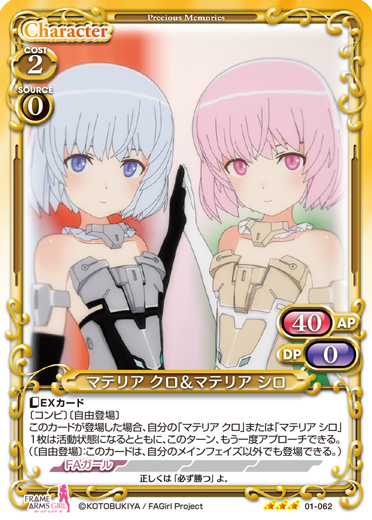 Precious Memories
Character
COST
2
SOURCE
0
40 AP
DP 0
マテリア クロ&マテリア シロ
EXカード
〔コンビ〕〔自由登場〕
このカードが登場した場合、自分の「マテリア クロ」または「マテリア シロ」
1枚は活動状態になるとともに、このターン、もう一度アプローチできる。
(〔自由登場〕:このカードは、自分のメインフェイズ以外でも登場できる。)
FAガール
正しくは「必ず勝つ」よ。
FRAME
ARMS GIRL
©KOTOBUKIYA / FAGirl Project
★★★ 01-062